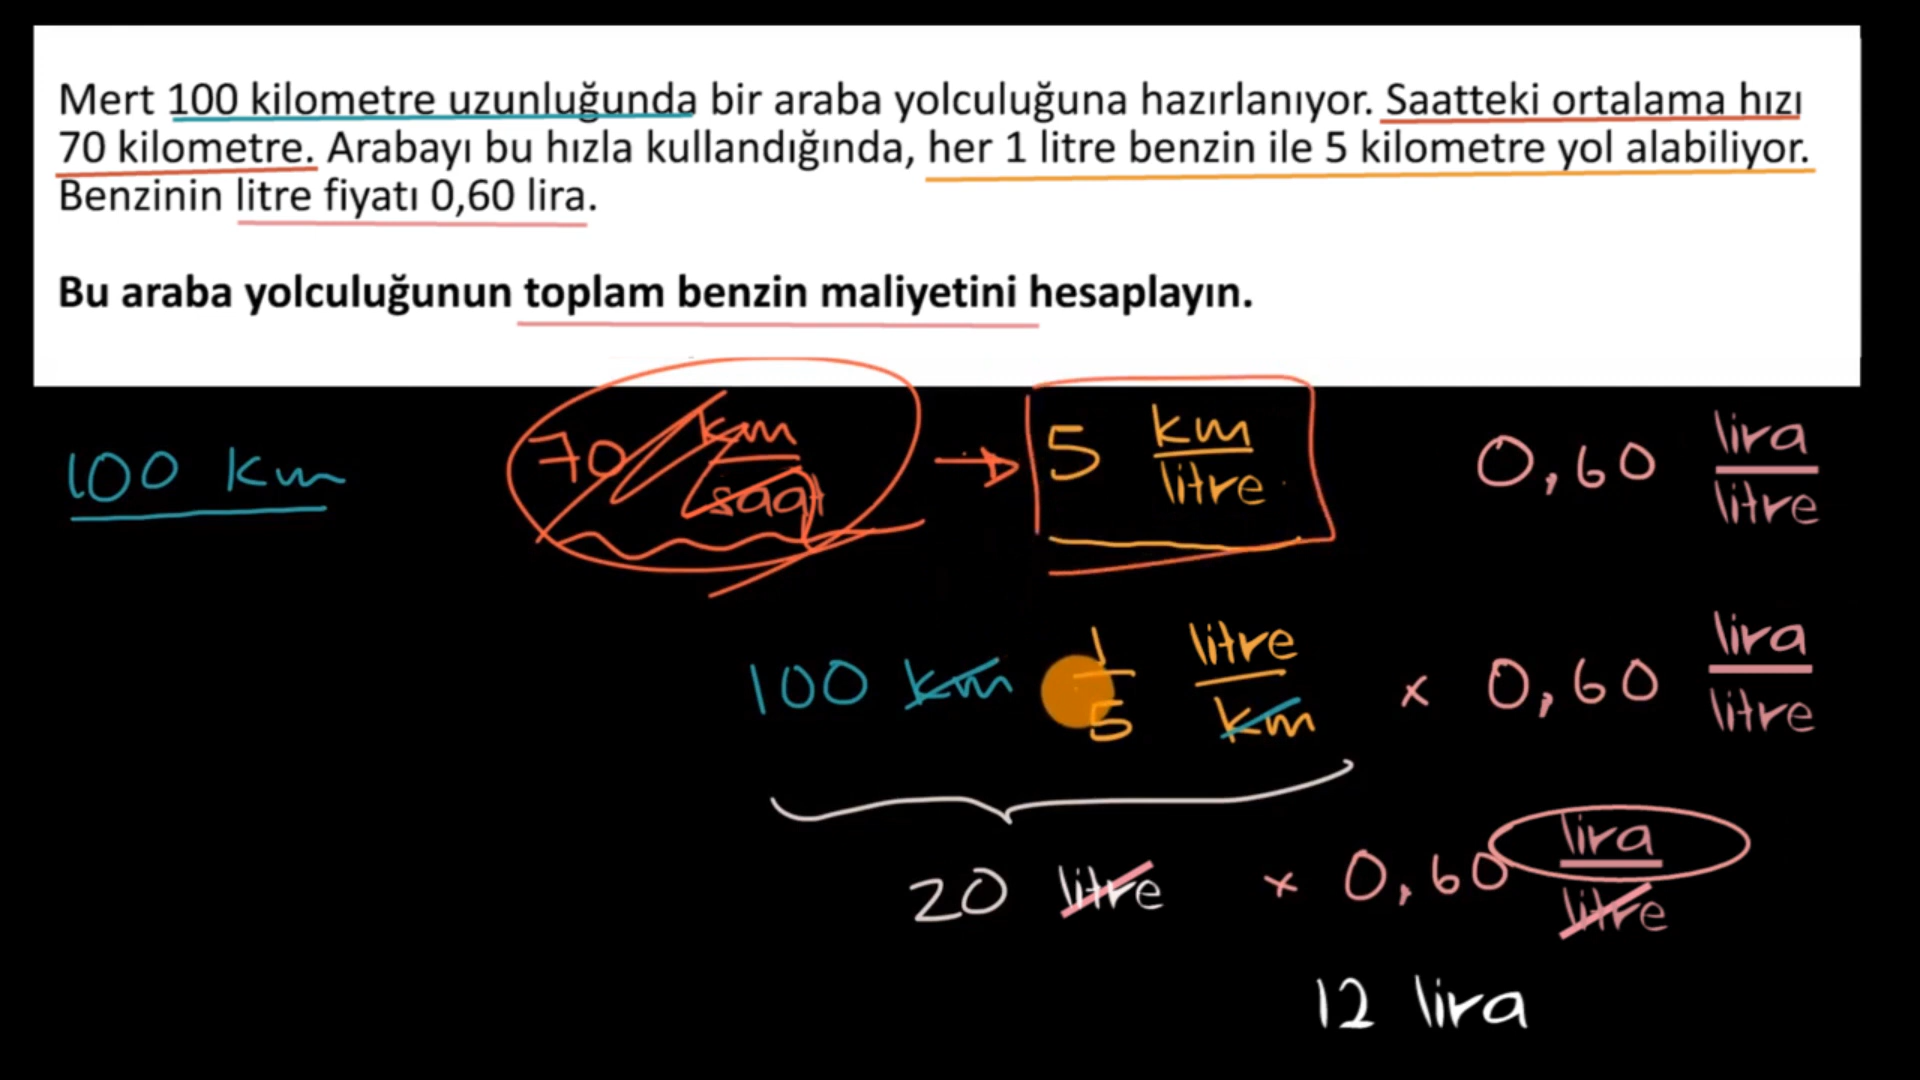 Mert 100 kilometre uzunluğunda bir araba yolculuğuna hazırlanıyor. Saatteki ortalama hızı
70 kilometre. Arabayı bu hızla kullandığında, her 1 litre benzin ile 5 kilometre yol alabiliyor.
Benzinin litre fiyatı 0,60 lira.
Bu araba yolculuğunun toplam benzin maliyetini hesaplayın.
100 km 70 km/saat → 5 km/litre 0,60 lira/litre
100 km 1/5 litre/km x 0,60 lira/litre
20 litre x 0,60 lira/litre
12 lira